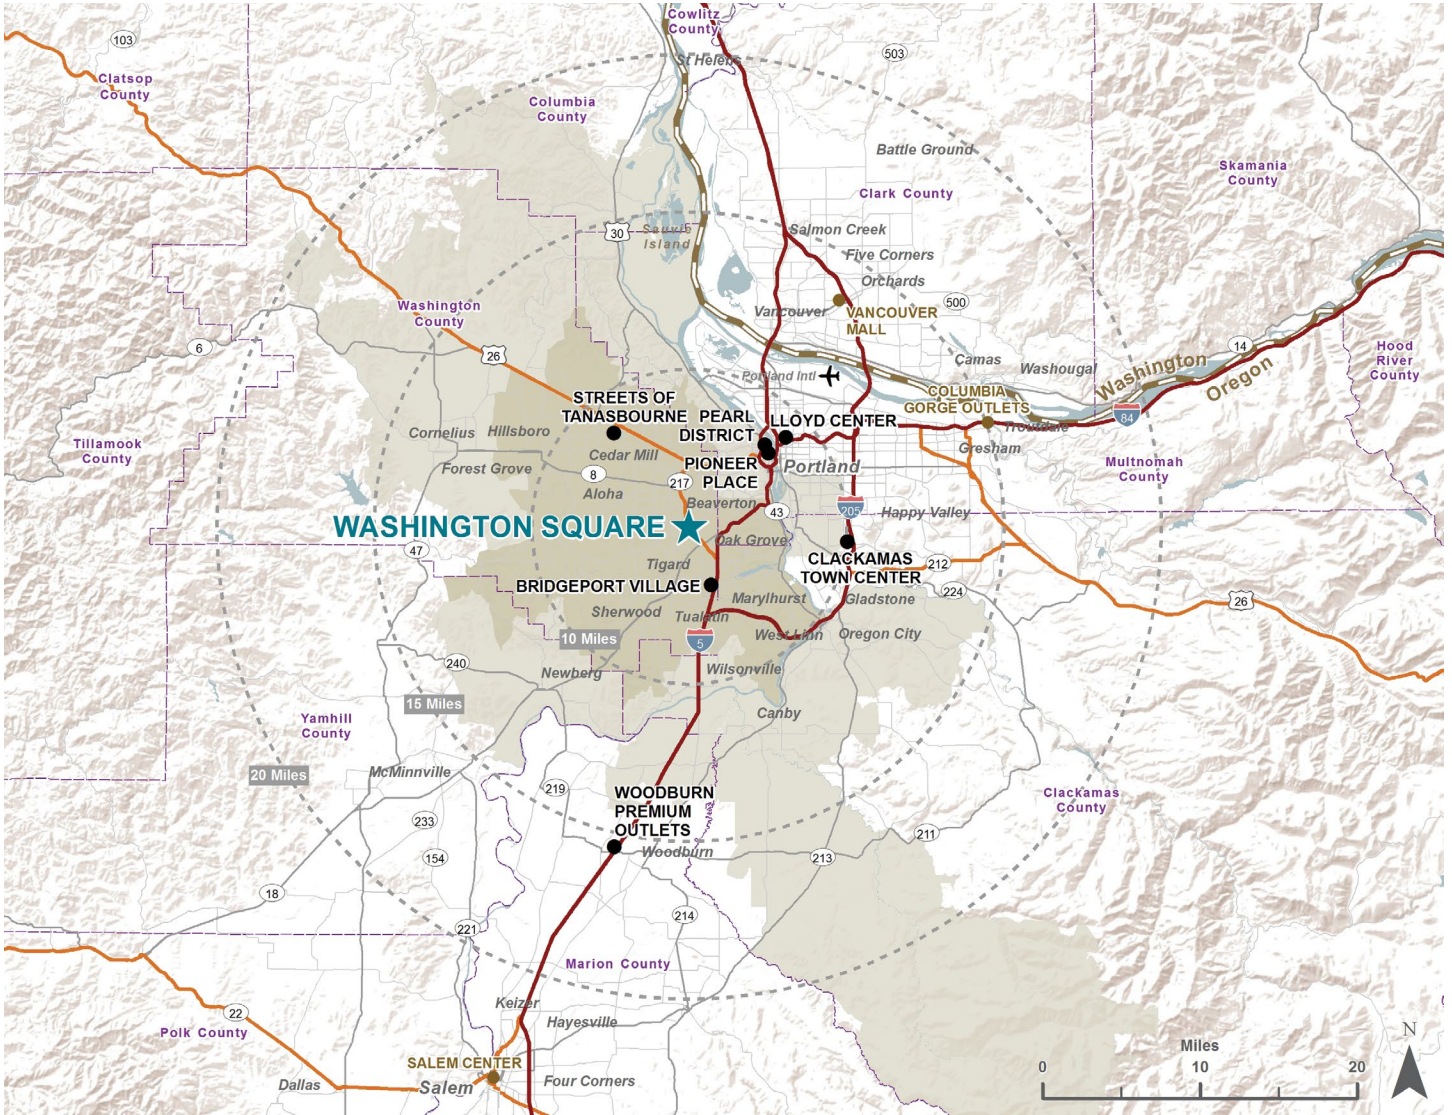 Cowlitz
County
103
503
St Helens
Clatsop
County
Columbia
County
Battle Ground
Skamania
County
Clark County
30
Sauvie
Island
Salmon Creek
Five Corners
Orchards
Washington
County
500
Vancouver
VANCOUVER
MALL
6
26
14
Hood
River
County
Camas
Washougal
Washington
Oregon
Portland Intl
STREETS OF
TANASBOURNE
PEARL
DISTRICT
LLOYD CENTER
COLUMBIA
GORGE OUTLETS
84
Troutdale
Cornelius
Hillsboro
Tillamook
County
Cedar Mill
Gresham
Forest Grove
PIONEER
PLACE
Portland
Multnomah
County
8
217
Aloha
Beaverton
43
205
Happy Valley
WASHINGTON SQUARE
Oak Grove
47
Tigard
CLACKAMAS
TOWN CENTER
212
BRIDGEPORT VILLAGE
224
Marylhurst
Gladstone
26
Sherwood
Tualatin
10 Miles
5
West Linn
Oregon City
240
Newberg
Wilsonville
15 Miles
Canby
Yamhill
County
20 Miles
McMinnville
219
WOODBURN
PREMIUM
OUTLETS
Clackamas
County
233
211
154
Woodburn
213
18
221
214
Marion County
Keizer
22
Hayesville
Polk County
N
Miles
0
10
20
SALEM CENTER
Dallas
Salem
Four Corners